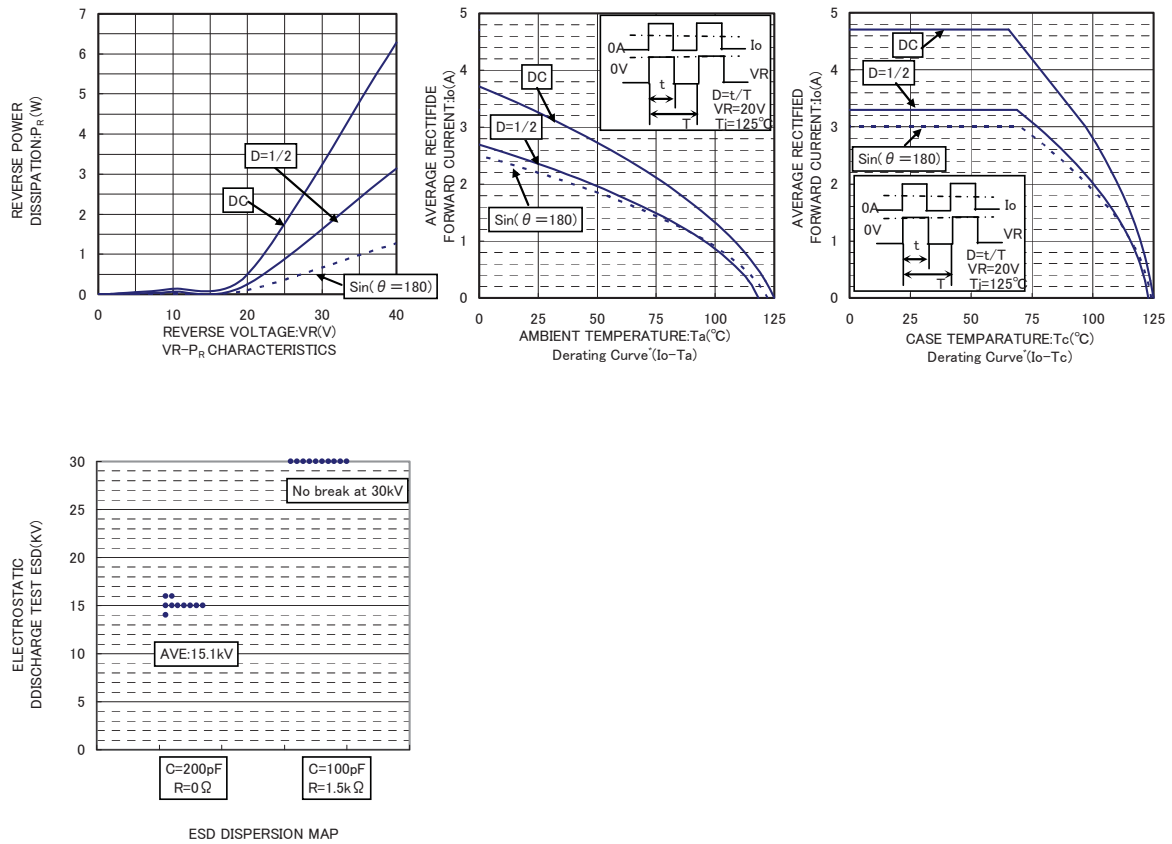 REVERSE POWER
DISSIPATION:PR(W)
7
6
5
4
3
2
1
0
D=1/2
DC
Sin(θ=180)
0 10 20 30 40
REVERSE VOLTAGE:VR(V)
VR-PR CHARACTERISTICS
AVERAGE RECTIFIDE
FORWARD CURRENT:Io(A)
5
4
3
2
1
0
DC
D=1/2
Sin(θ=180)
0A
Io
0V
VR
t
T
D=t/T
VR=20V
Tj=125℃
0 25 50 75 100 125
AMBIENT TEMPERATURE:Ta(℃)
Derating Curve"(Io-Ta)
AVERAGE RECTIFIED
FORWARD CURRENT:Io(A)
5
4
3
2
1
0
DC
D=1/2
Sin(θ=180)
0A
Io
0V
VR
t
T
D=t/T
VR=20V
Tj=125℃
0 25 50 75 100 125
CASE TEMPARATURE:Tc(℃)
Derating Curve"(Io-Tc)
ELECTROSTATIC
DDISCHARGE TEST ESD(KV)
30
25
20
15
10
5
0
No break at 30kV
AVE:15.1kV
C=200pF
R=0Ω
C=100pF
R=1.5kΩ
ESD DISPERSION MAP